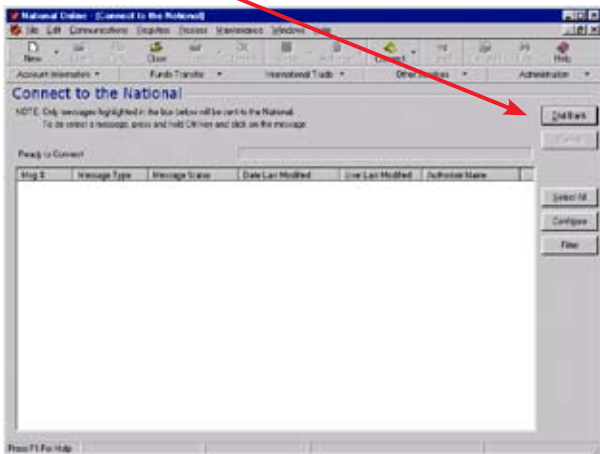 National Online - [Connect to the National]
File Edit Communications Enquiries Process Maintenance Windows Help
New Close Connect Help
Account Information Funds Transfer International Trade Other Services Administration
Connect to the National
NOTE: Only messages highlighted in the box below will be sent to the National.
To de-select a message, press and hold Ctrl key and click on the message.
Dial Bank
Ready to Connect
Msg # Message Type Message Status Date Last Modified User Last Modified Authoriser Name
Select All
Configure
Filter
Press F1 For Help